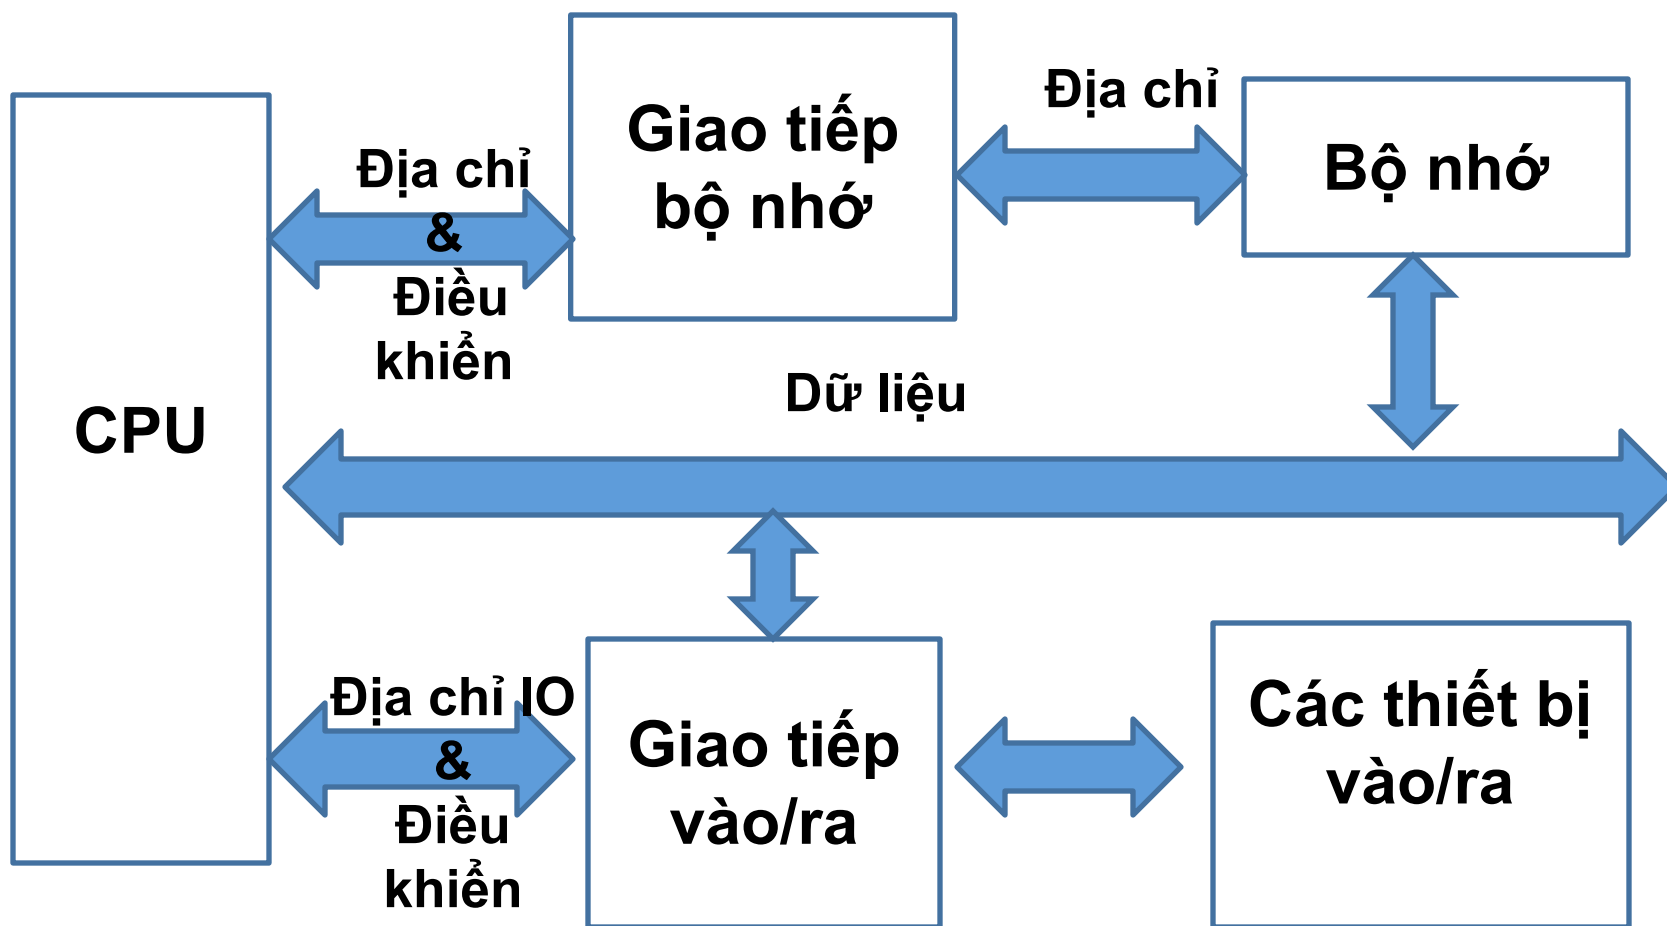 Giao tiếp
bộ nhớ
Địa chỉ
Bộ nhớ
Địa chỉ
&
Điều
khiển
Dữ liệu
CPU
Địa chỉ IO
&
Điều
khiển
Giao tiếp
vào/ra
Các thiết bị
vào/ra